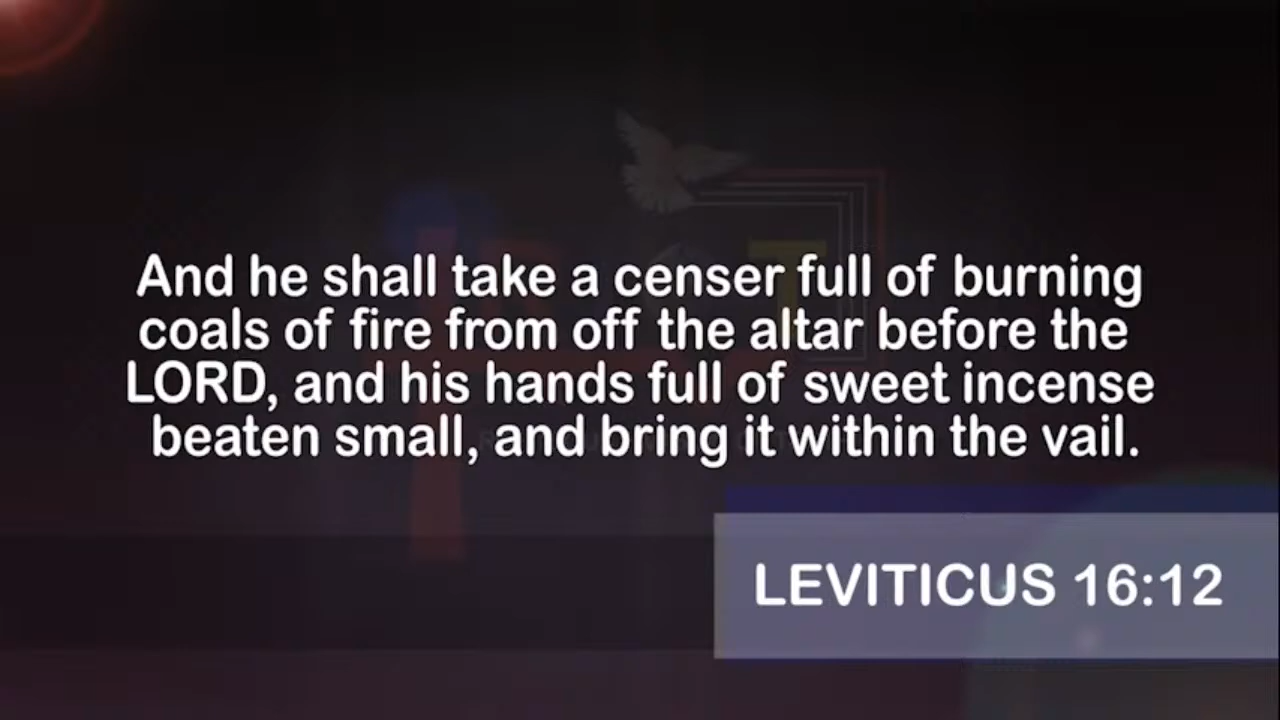 And he shall take a censer full of burning
coals of fire from off the altar before the
LORD, and his hands full of sweet incense
beaten small, and bring it within the vail.
LEVITICUS 16:12